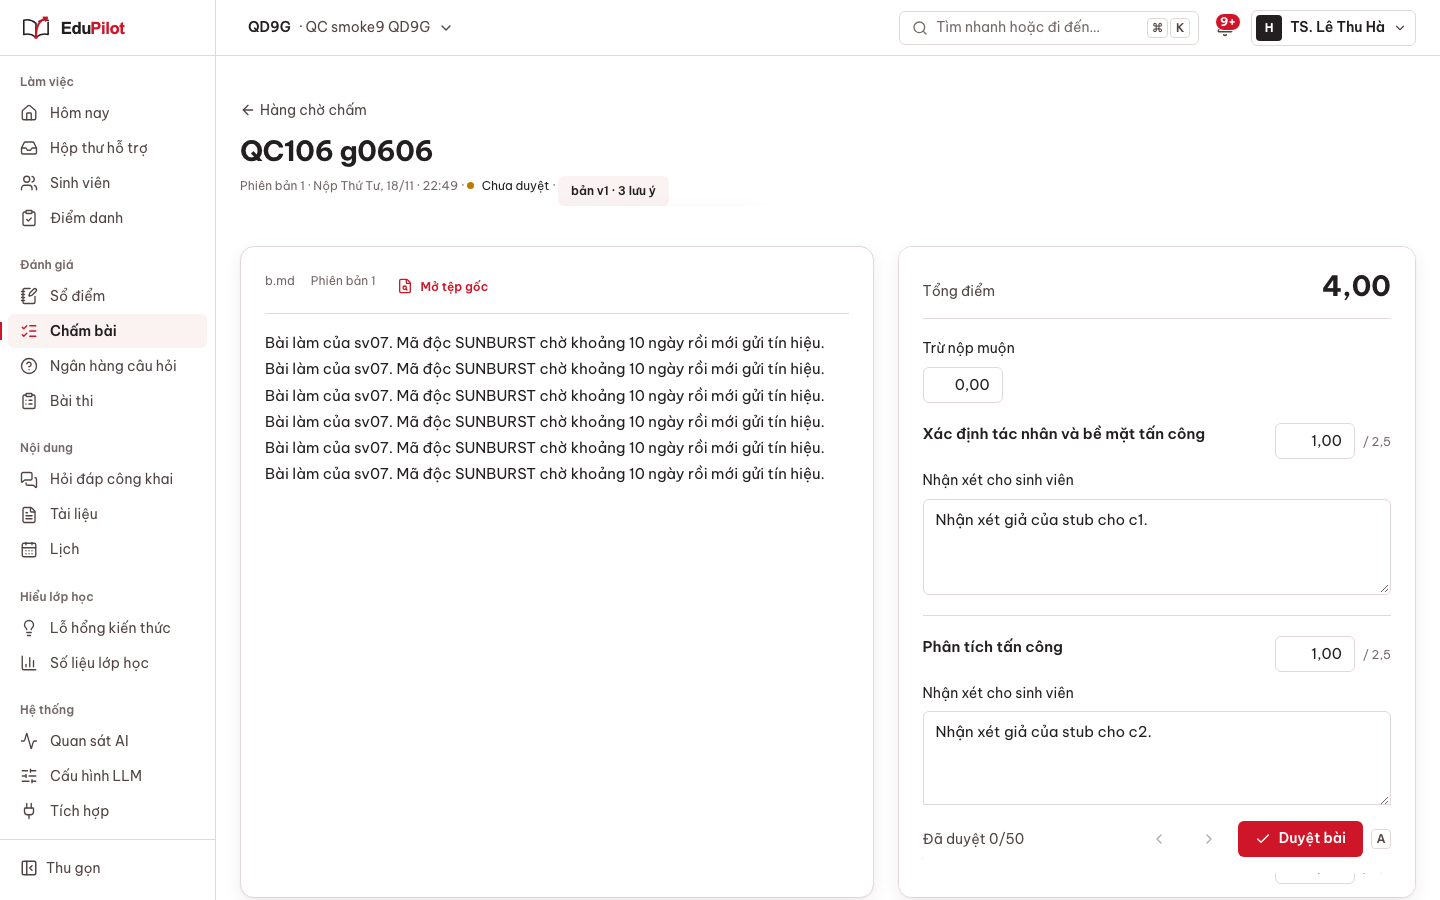 EduPilot
QD9G · QC smoke9 QD9G
Tìm nhanh hoặc đi đến...
⌘ K
9+
H TS. Lê Thu Hà
Làm việc
Hôm nay
Hộp thư hỗ trợ
Sinh viên
Điểm danh
Đánh giá
Sổ điểm
Chấm bài
Ngân hàng câu hỏi
Bài thi
Nội dung
Hỏi đáp công khai
Tài liệu
Lịch
Hiểu lớp học
Lỗ hổng kiến thức
Số liệu lớp học
Hệ thống
Quan sát AI
Cấu hình LLM
Tích hợp
Thu gọn
Hàng chờ chấm
QC106 g0606
Phiên bản 1 · Nộp Thứ Tư, 18/11 · 22:49 · Chưa duyệt · bản v1 · 3 lưu ý
b.md Phiên bản 1 Mở tệp gốc
Bài làm của sv07. Mã độc SUNBURST chờ khoảng 10 ngày rồi mới gửi tín hiệu.
Bài làm của sv07. Mã độc SUNBURST chờ khoảng 10 ngày rồi mới gửi tín hiệu.
Bài làm của sv07. Mã độc SUNBURST chờ khoảng 10 ngày rồi mới gửi tín hiệu.
Bài làm của sv07. Mã độc SUNBURST chờ khoảng 10 ngày rồi mới gửi tín hiệu.
Bài làm của sv07. Mã độc SUNBURST chờ khoảng 10 ngày rồi mới gửi tín hiệu.
Bài làm của sv07. Mã độc SUNBURST chờ khoảng 10 ngày rồi mới gửi tín hiệu.
Tổng điểm 4,00
Trừ nộp muộn
0,00
Xác định tác nhân và bề mặt tấn công 1,00 / 2,5
Nhận xét cho sinh viên
Nhận xét giả của stub cho c1.
Phân tích tấn công 1,00 / 2,5
Nhận xét cho sinh viên
Nhận xét giả của stub cho c2.
Đã duyệt 0/50 Duyệt bài A